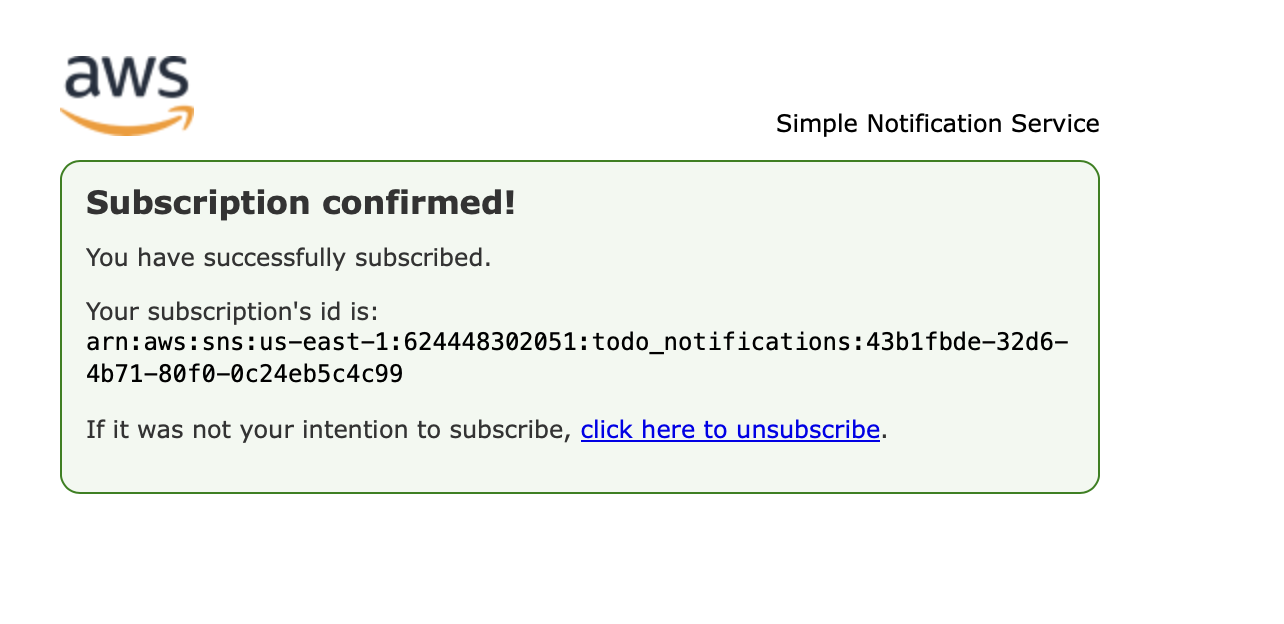 aws
Simple Notification Service
Subscription confirmed!
You have successfully subscribed.
Your subscription's id is:
arn:aws:sns:us-east-1:624448302051:todo_notifications:43b1fbde-32d6-
4b71-80f0-0c24eb5c4c99
If it was not your intention to subscribe, click here to unsubscribe.